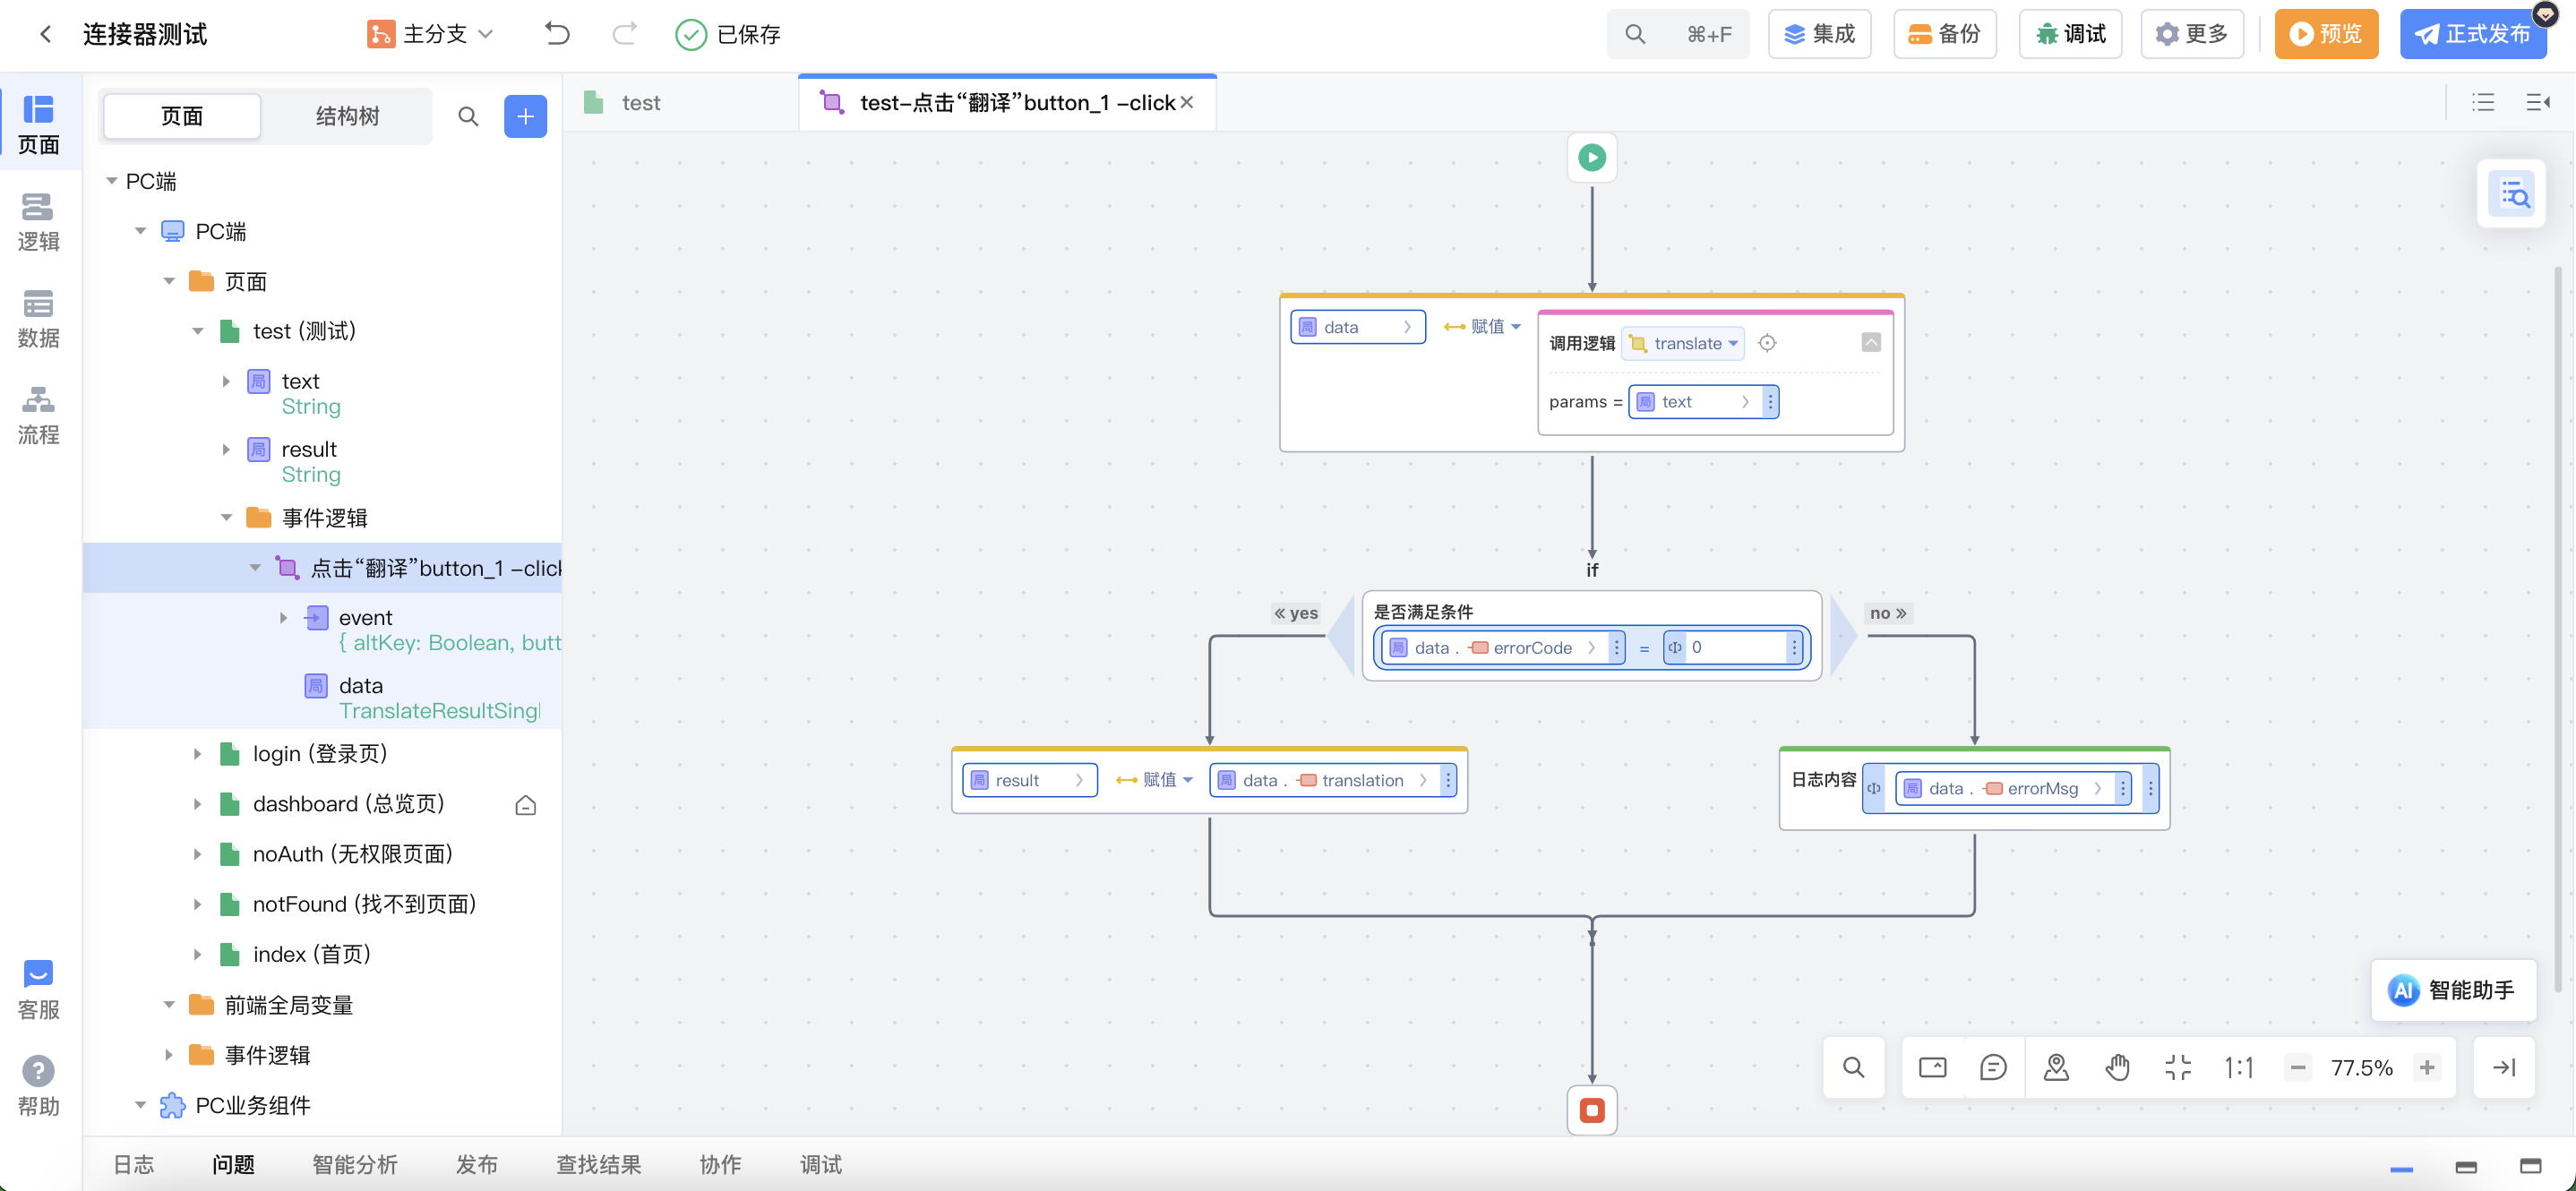 连接器测试
主分支
已保存
⌘+F
集成
备份
调试
更多
预览
正式发布
页面
逻辑
数据
流程
客服
帮助
页面
结构树
PC端
PC端
页面
test (测试)
text
String
result
String
事件逻辑
点击“翻译”button_1 –click
event
{ altKey: Boolean, butt
data
TranslateResultSingl
login (登录页)
dashboard (总览页)
noAuth (无权限页面)
notFound (找不到页面)
index (首页)
前端全局变量
事件逻辑
PC业务组件
test
test–点击“翻译”button_1 –click
局 data
赋值
调用逻辑 translate
params = 局 text
if
yes
是否满足条件
no
局 data . errorCode = 0
局 result 赋值 局 data . translation
日志内容 局 data . errorMsg
AI 智能助手
1:1
77.5%
日志
问题
智能分析
发布
查找结果
协作
调试